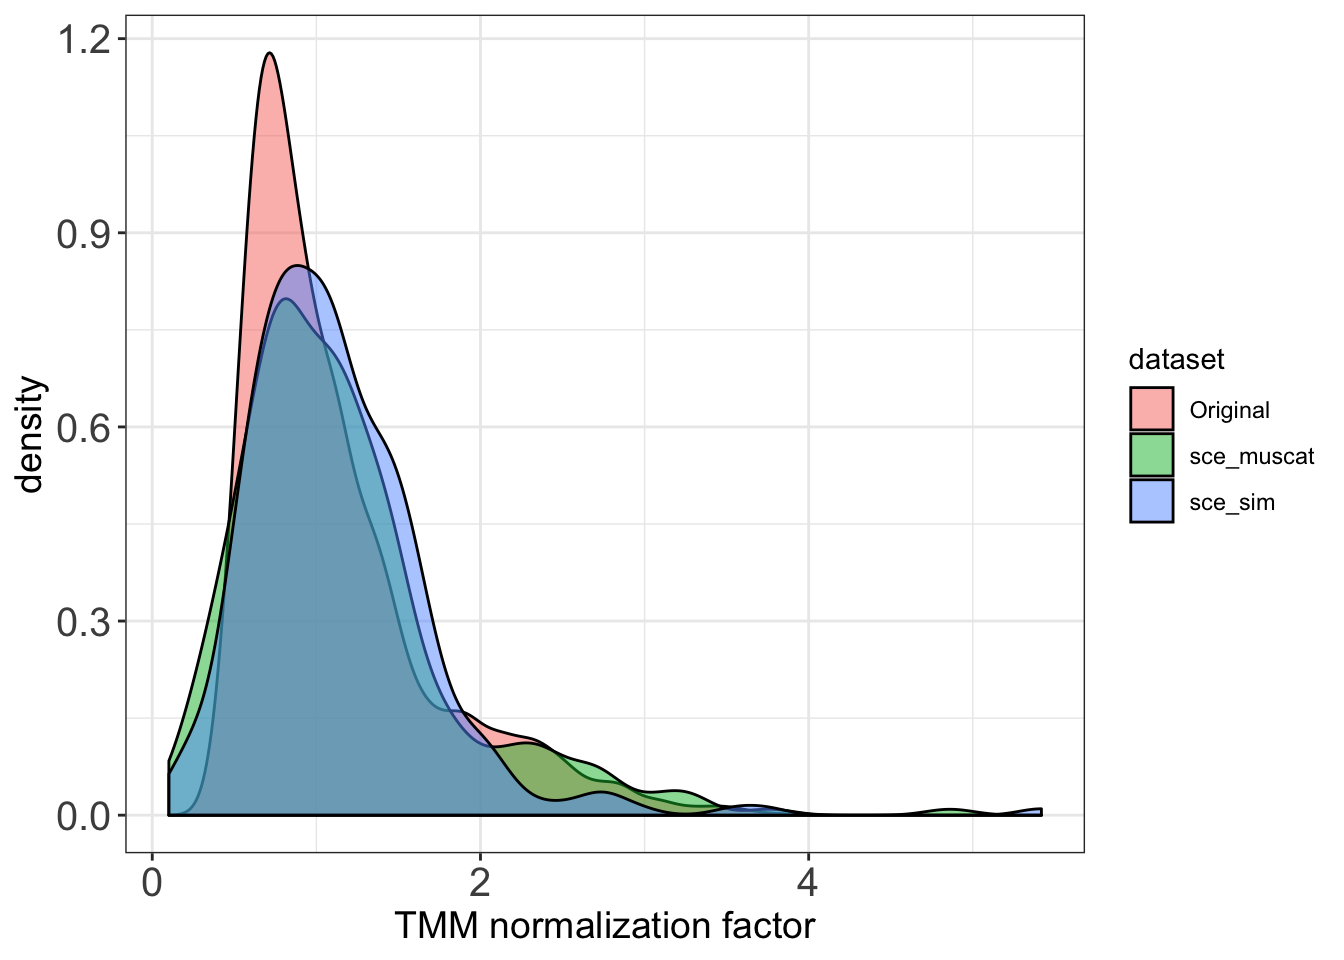 1.2
0.9
0.6
0.3
0.0
density
0 2 4
TMM normalization factor
dataset
Original
sce_muscat
sce_sim